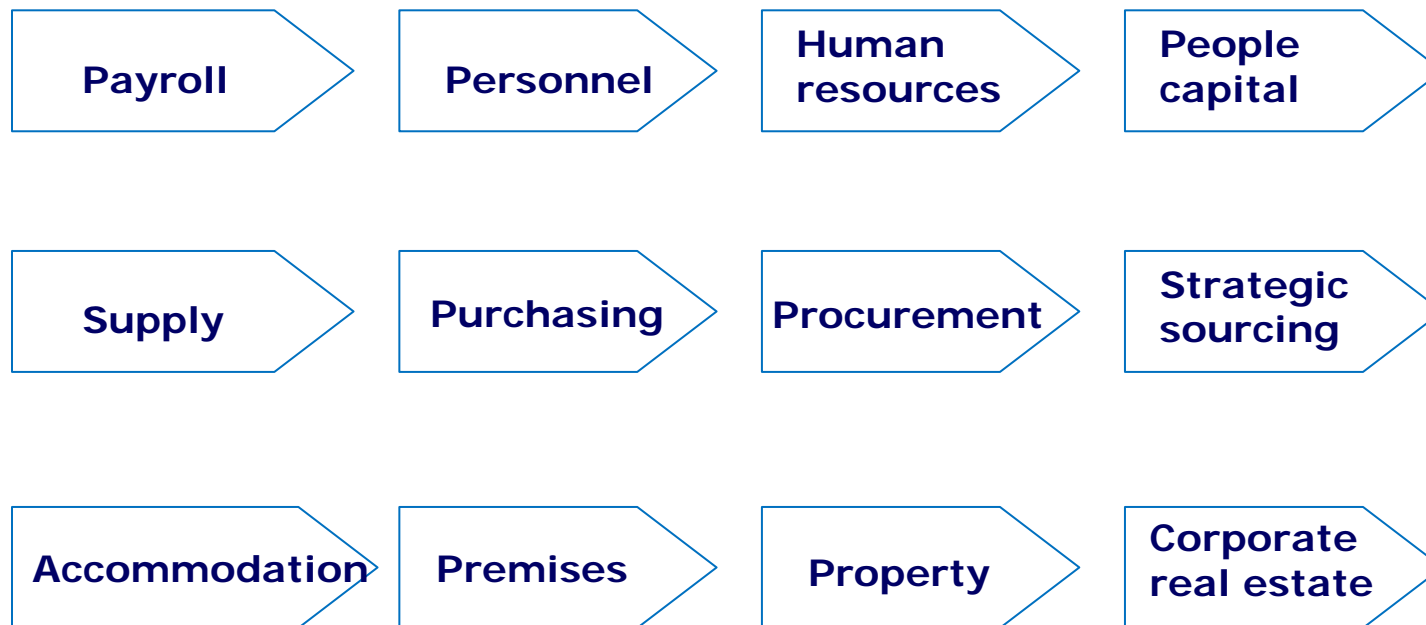 Payroll
Personnel
Human
resources
People
capital
Supply
Purchasing
Procurement
Strategic
sourcing
Accommodation
Premises
Property
Corporate
real estate